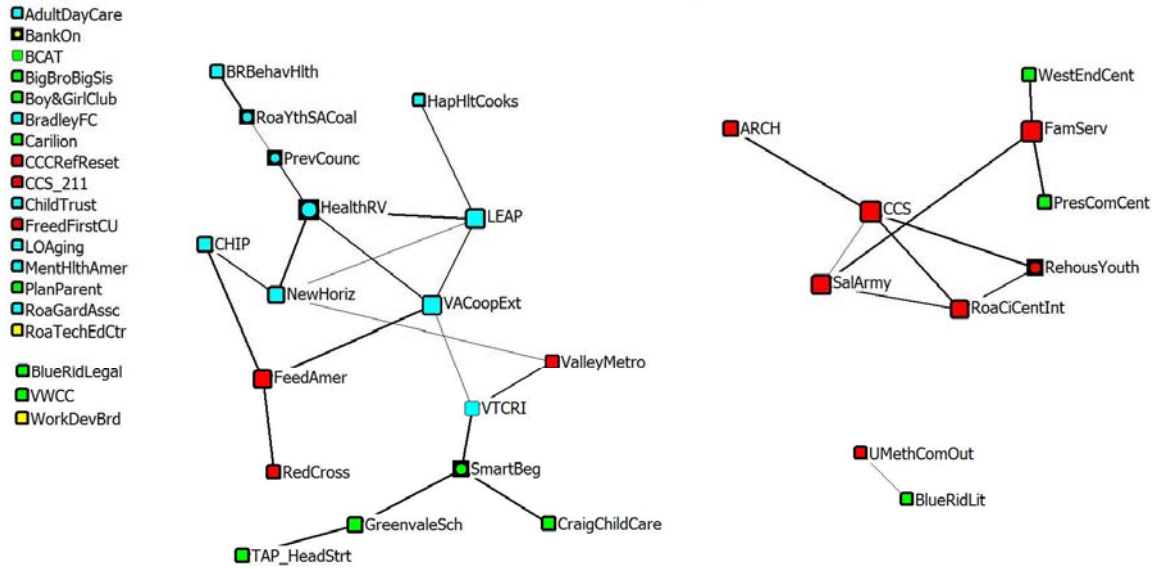 AdultDayCare
BankOn
BCAT
BigBroBigSis
Boy&GirlClub
BradleyFC
Carilion
CCCRefReset
CCS_211
ChildTrust
FreedFirstCU
LOAging
MentHlthAmer
PlanParent
RoaGardAssc
RoaTechEdCtr
BlueRidLegal
VWCC
WorkDevBrd
BRBehavHlth
HapHltCooks
RoaYthSACoal
PrevCounc
HealthRV
LEAP
CHIP
NewHoriz
VACoopExt
ValleyMetro
FeedAmer
VTCRI
RedCross
SmartBeg
GreenvaleSch
CraigChildCare
TAP_HeadStrt
WestEndCent
ARCH
FamServ
CCS
PresComCent
RehousYouth
SalArmy
RoaCiCentInt
UMethComOut
BlueRidLit